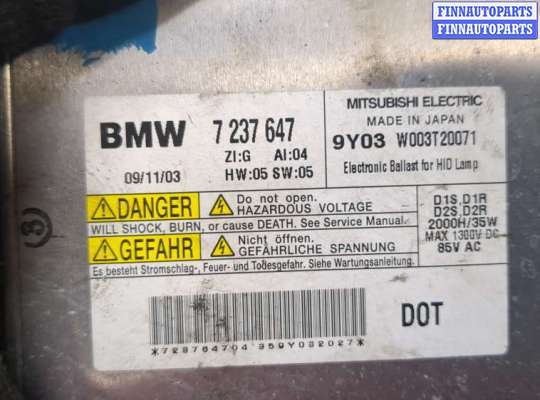 FINNAUTOPARTS
FINNAUTOPARTS
BMW 7 237 647
ZI:G AI:04
09/11/03 HW:05 SW:05
MITSUBISHI ELECTRIC
MADE IN JAPAN
9Y03 W003T20071
Electronic Ballast for HID Lamp
DANGER Do not open.
HAZARDOUS VOLTAGE
WILL SHOCK, BURN, or cause DEATH. See Service Manual.
GEFAHR Nicht öffnen.
GEFÄHRLICHE SPANNUNG
Es besteht Stromschlag-, Feuer- und Todesgefahr. Siehe Wartungsanleitung.
D1S, D1R
D2S, D2R
2000H/35W
MAX 1300V DC
85V AC
DOT